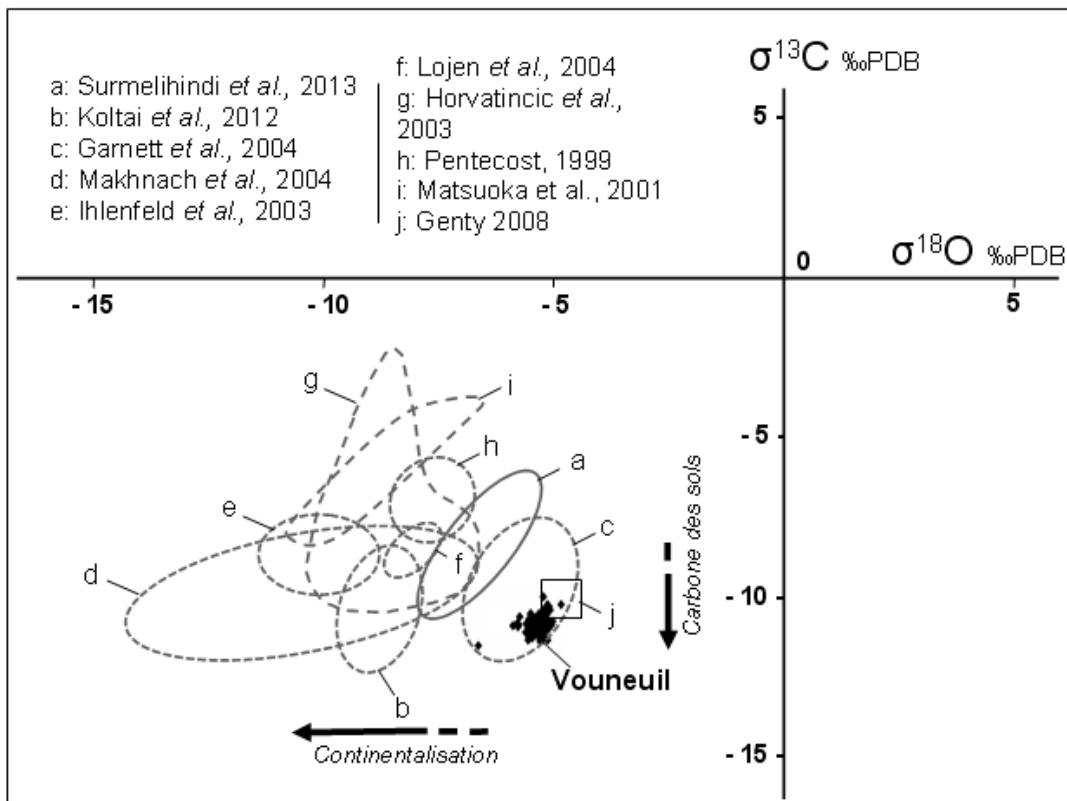 σ13C ‰PDB
a: Surmelihindi et al., 2013
b: Koltai et al., 2012
c: Garnett et al., 2004
d: Makhnach et al., 2004
e: Ihlenfeld et al., 2003
f: Lojen et al., 2004
g: Horvatincic et al.,
2003
h: Pentecost, 1999
i: Matsuoka et al., 2001
j: Genty 2008
5
0
σ18O ‰PDB
- 15
- 10
- 5
5
g
i
h
a
- 5
e
c
d
f
j
- 10
Carbone des sols
Vouneuil
b
Continentalisation
- 15